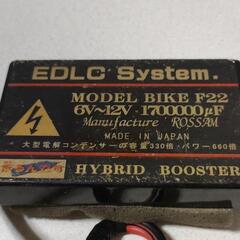 EDLC System.
MODEL BIKE F22
6V~12V・1700000μF
Manufacture ROSSAM
MADE IN JAPAN
・大型電解コンデンサーの容量330倍・パワー660倍
HYBRID BOOSTER